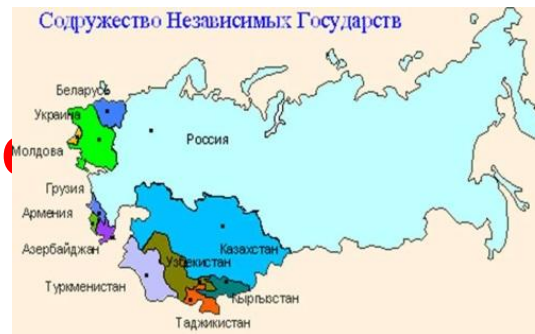 Содружество Независимых Государств
Беларусь
Украина
Россия
Молдова
Грузия
Армения
Азербайджан
Казахстан
Узбекистан
Туркменистан
Кыргызстан
Таджикистан